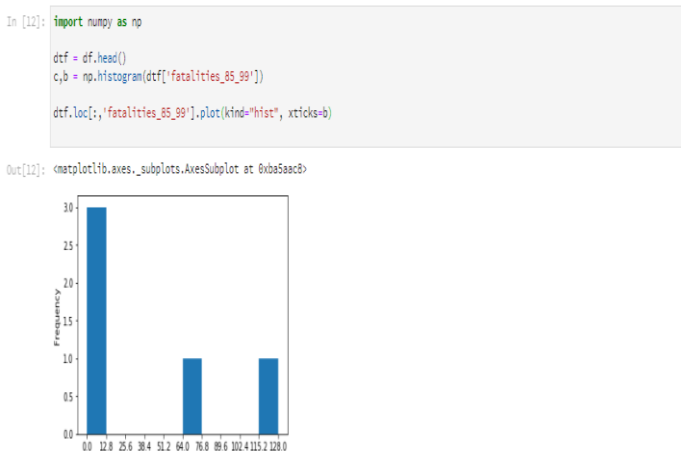 In [12]: import numpy as np
dtf = df.head()
c,b = np.histogram(dtf['fatalities_85_99'])
dtf.loc[:,'fatalities_85_99'].plot(kind="hist", xticks=b)
Out[12]: <matplotlib.axes._subplots.AxesSubplot at 0xba5aac8>
3.0
2.5
2.0
1.5
1.0
0.5
0.0
Frequency
0.0 12.8 25.6 38.4 51.2 64.0 76.8 89.6 102.4 115.2 128.0